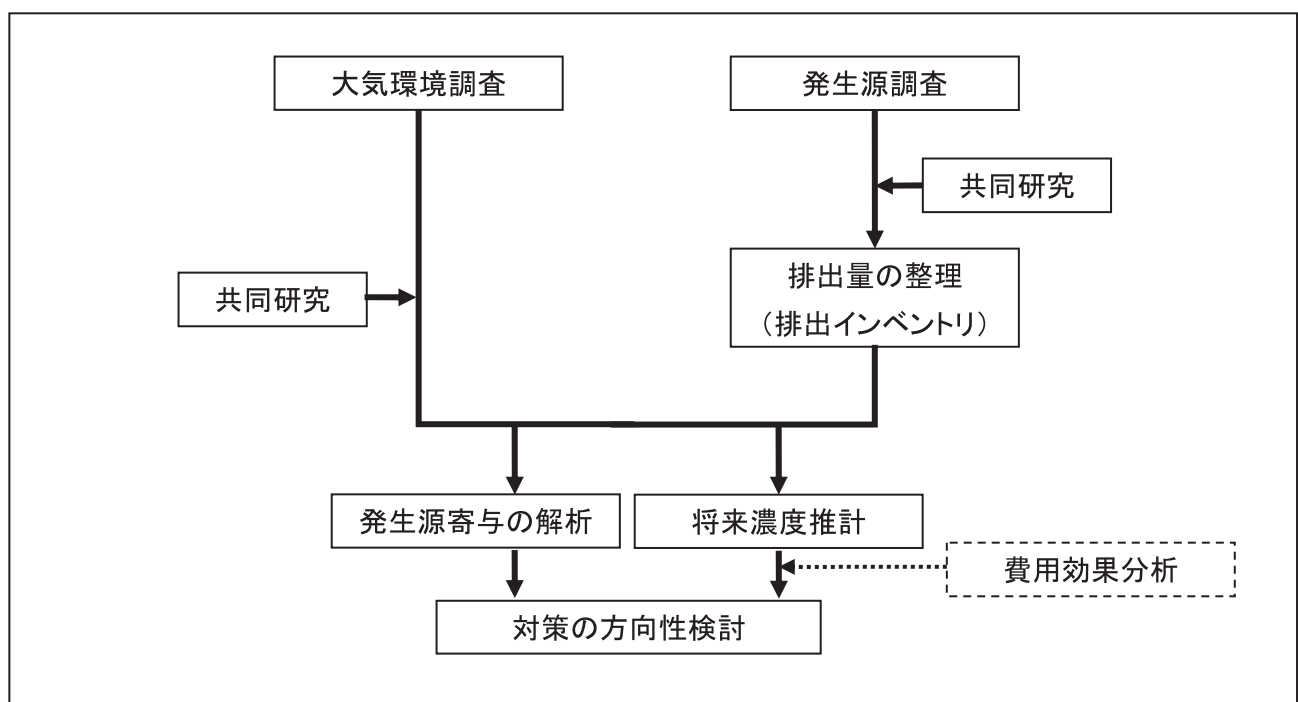 大気環境調査
発生源調査
共同研究
共同研究
排出量の整理
（排出インベントリ）
発生源寄与の解析
将来濃度推計
費用効果分析
対策の方向性検討